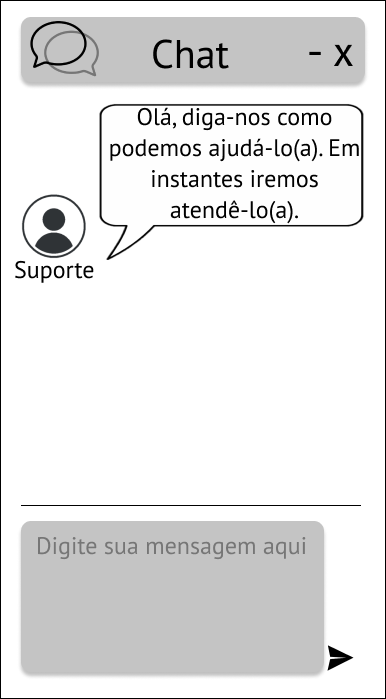 Chat - x
Olá, diga-nos como
podemos ajudá-lo(a). Em
instantes iremos
atendê-lo(a).
Suporte
Digite sua mensagem aqui